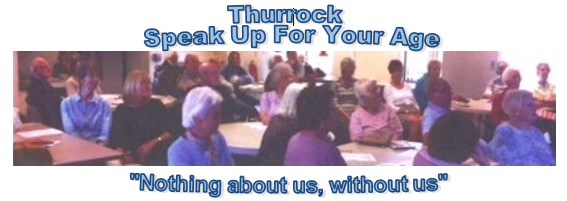 Thurrock
Speak Up For Your Age
"Nothing about us, without us"